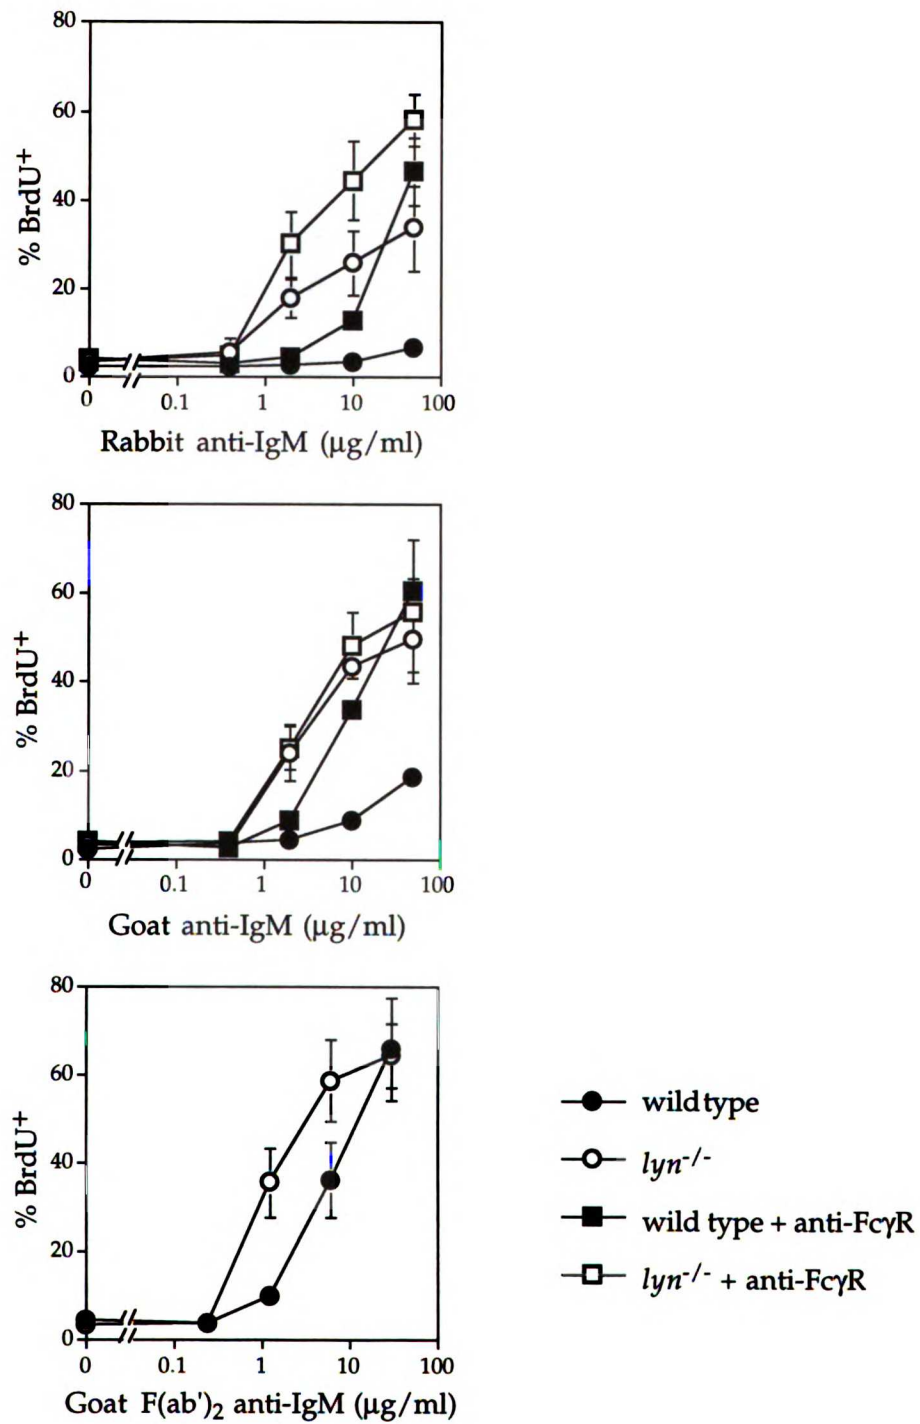 80
60
40
20
0
% BrdU+
0 0.1 1 10 100
Rabbit anti-IgM (µg/ml)
80
60
40
20
0
% BrdU+
0 0.1 1 10 100
Goat anti-IgM (µg/ml)
80
60
40
20
0
% BrdU+
0 0.1 1 10 100
Goat F(ab')2 anti-IgM (µg/ml)
wild type
lyn-/-
wild type + anti-FcγR
lyn-/- + anti-FcγR